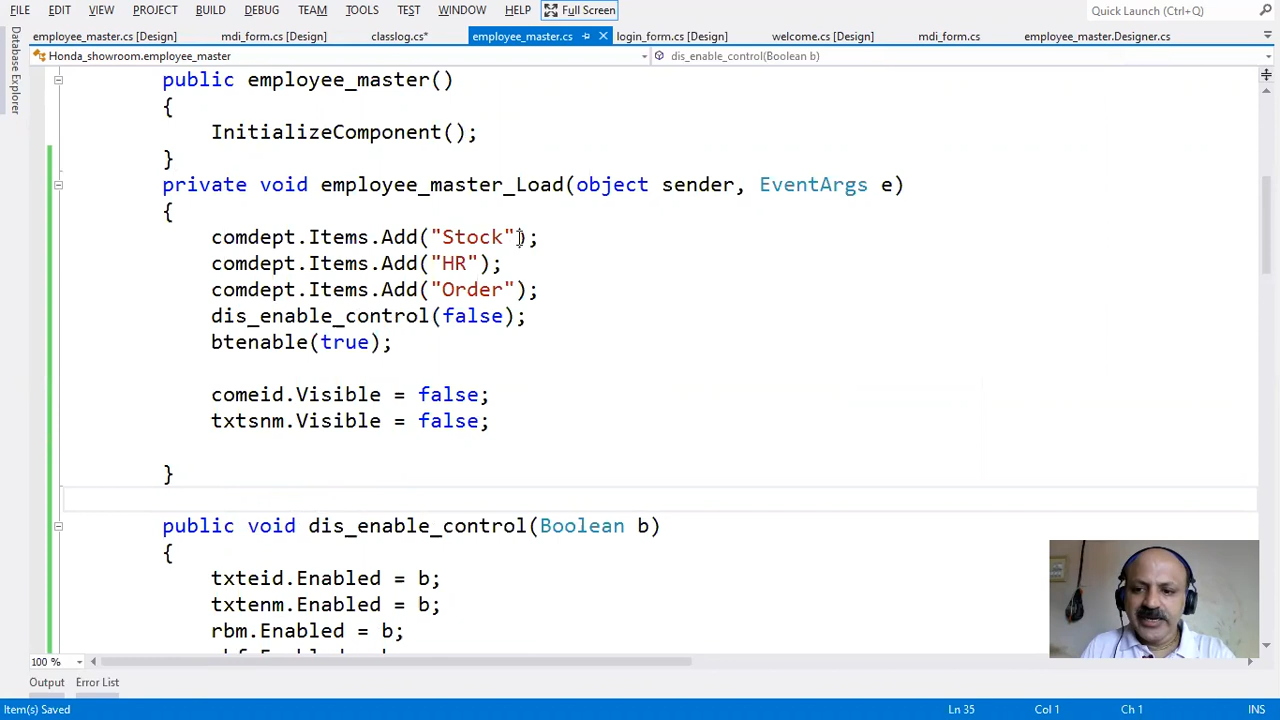 FILE EDIT VIEW PROJECT BUILD DEBUG TEAM TOOLS TEST WINDOW HELP Full Screen Quick Launch (Ctrl+Q)
employee_master.cs [Design] mdi_form.cs [Design] classlog.cs* employee_master.cs login_form.cs [Design] welcome.cs [Design] mdi_form.cs employee_master.Designer.cs
Database Explorer
Honda_showroom.employee_master dis_enable_control(Boolean b)
public employee_master()
{
InitializeComponent();
}
private void employee_master_Load(object sender, EventArgs e)
{
comdept.Items.Add("Stock");
comdept.Items.Add("HR");
comdept.Items.Add("Order");
dis_enable_control(false);
btenable(true);
comeid.Visible = false;
txtsnm.Visible = false;
}
public void dis_enable_control(Boolean b)
{
txteid.Enabled = b;
txtenm.Enabled = b;
rbm.Enabled = b;
100 %
Output Error List
Item(s) Saved Ln 35 Col 1 Ch 1 INS